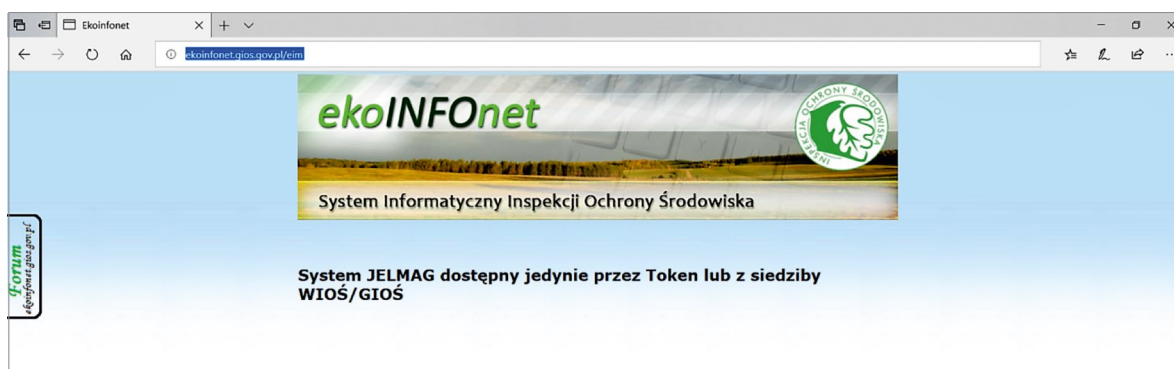 Ekoinfonet
ekoinfonet.gios.gov.pl/eim
ekoINFOnet
INSPEKCJA OCHRONY ŚRODOWISKA
System Informatyczny Inspekcji Ochrony Środowiska
Forum
ekoinfonet.gios.gov.pl
System JELMAG dostępny jedynie przez Token lub z siedziby
WIOŚ/GIOŚ